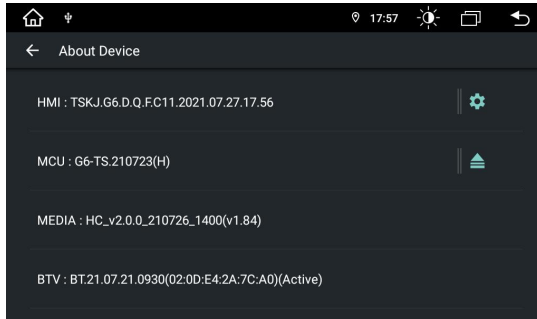 17:57
About Device
HMI : TSKJ.G6.D.Q.F.C11.2021.07.27.17.56
MCU : G6-TS.210723(H)
MEDIA : HC_v2.0.0_210726_1400(v1.84)
BTV : BT.21.07.21.0930(02:0D:E4:2A:7C:A0)(Active)